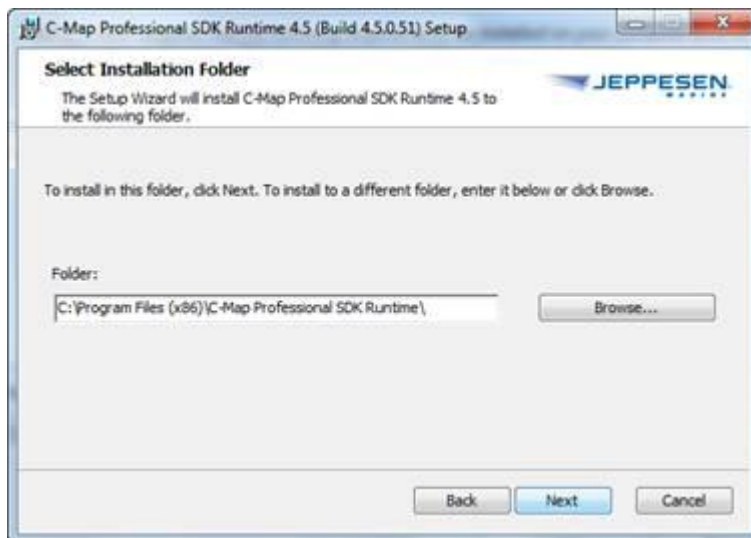 C-Map Professional SDK Runtime 4.5 (Build 4.5.0.51) Setup
Select Installation Folder
The Setup Wizard will install C-Map Professional SDK Runtime 4.5 to
the following folder.
JEPPESEN
MARINE
To install in this folder, click Next. To install to a different folder, enter it below or click Browse.
Folder:
C:\Program Files (x86)\C-Map Professional SDK Runtime\
Browse...
Back
Next
Cancel